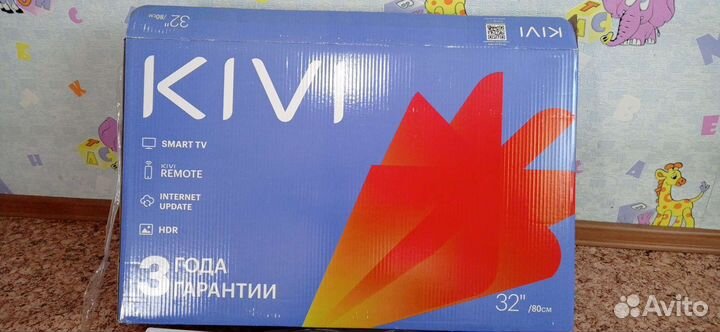 32" /80см
KIVI
KIVI
SMART TV
KIVI
REMOTE
INTERNET
UPDATE
HDR
3 ГОДА
ГАРАНТИИ
32" /80см
Avito